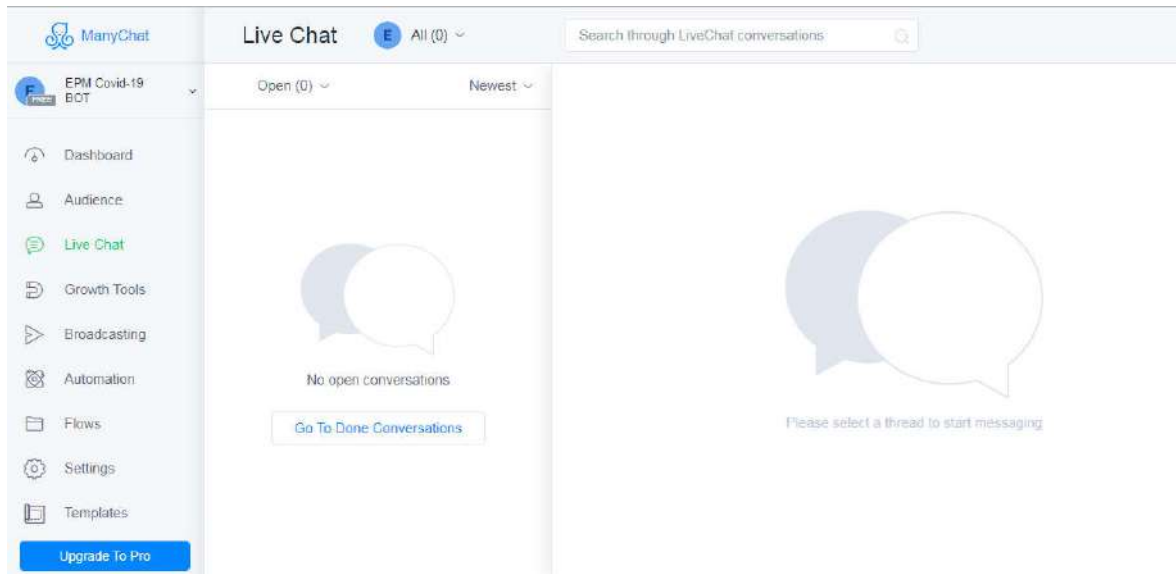 ManyChat
EPM Covid-19
BOT
FREE
Dashboard
Audience
Live Chat
Growth Tools
Broadcasting
Automation
Flows
Settings
Templates
Upgrade To Pro
Live Chat
E
All (0)
Search through LiveChat conversations
Open (0)
Newest
No open conversations
Go To Done Conversations
Please select a thread to start messaging